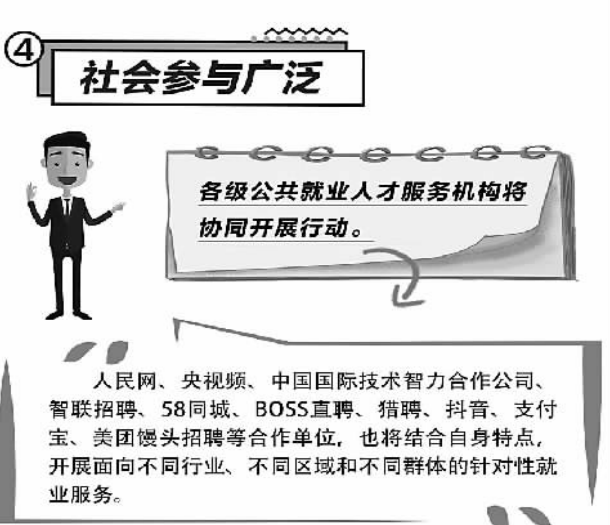 ④
社会参与广泛
各级公共就业人才服务机构将
协同开展行动。
人民网、央视频、中国国际技术智力合作公司、
智联招聘、58同城、BOSS直聘、猎聘、抖音、支付
宝、美团馒头招聘等合作单位，也将结合自身特点，
开展面向不同行业、不同区域和不同群体的针对性就
业服务。